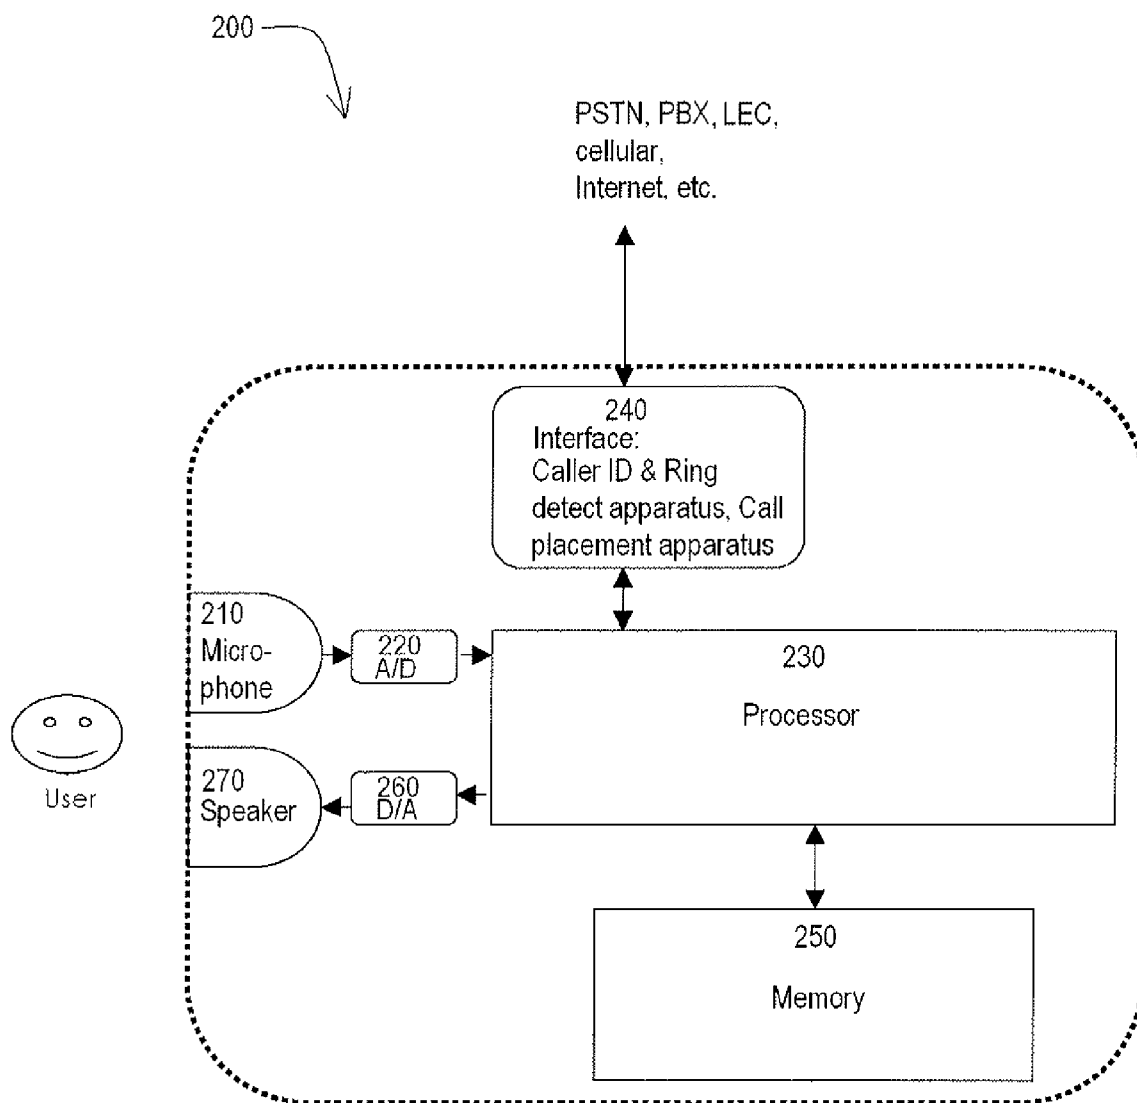 200
PSTN, PBX, LEC,
cellular,
Internet, etc.
240
Interface:
Caller ID & Ring
detect apparatus, Call
placement apparatus
210
Micro-
phone
220
A/D
230
Processor
User
270
Speaker
260
D/A
250
Memory